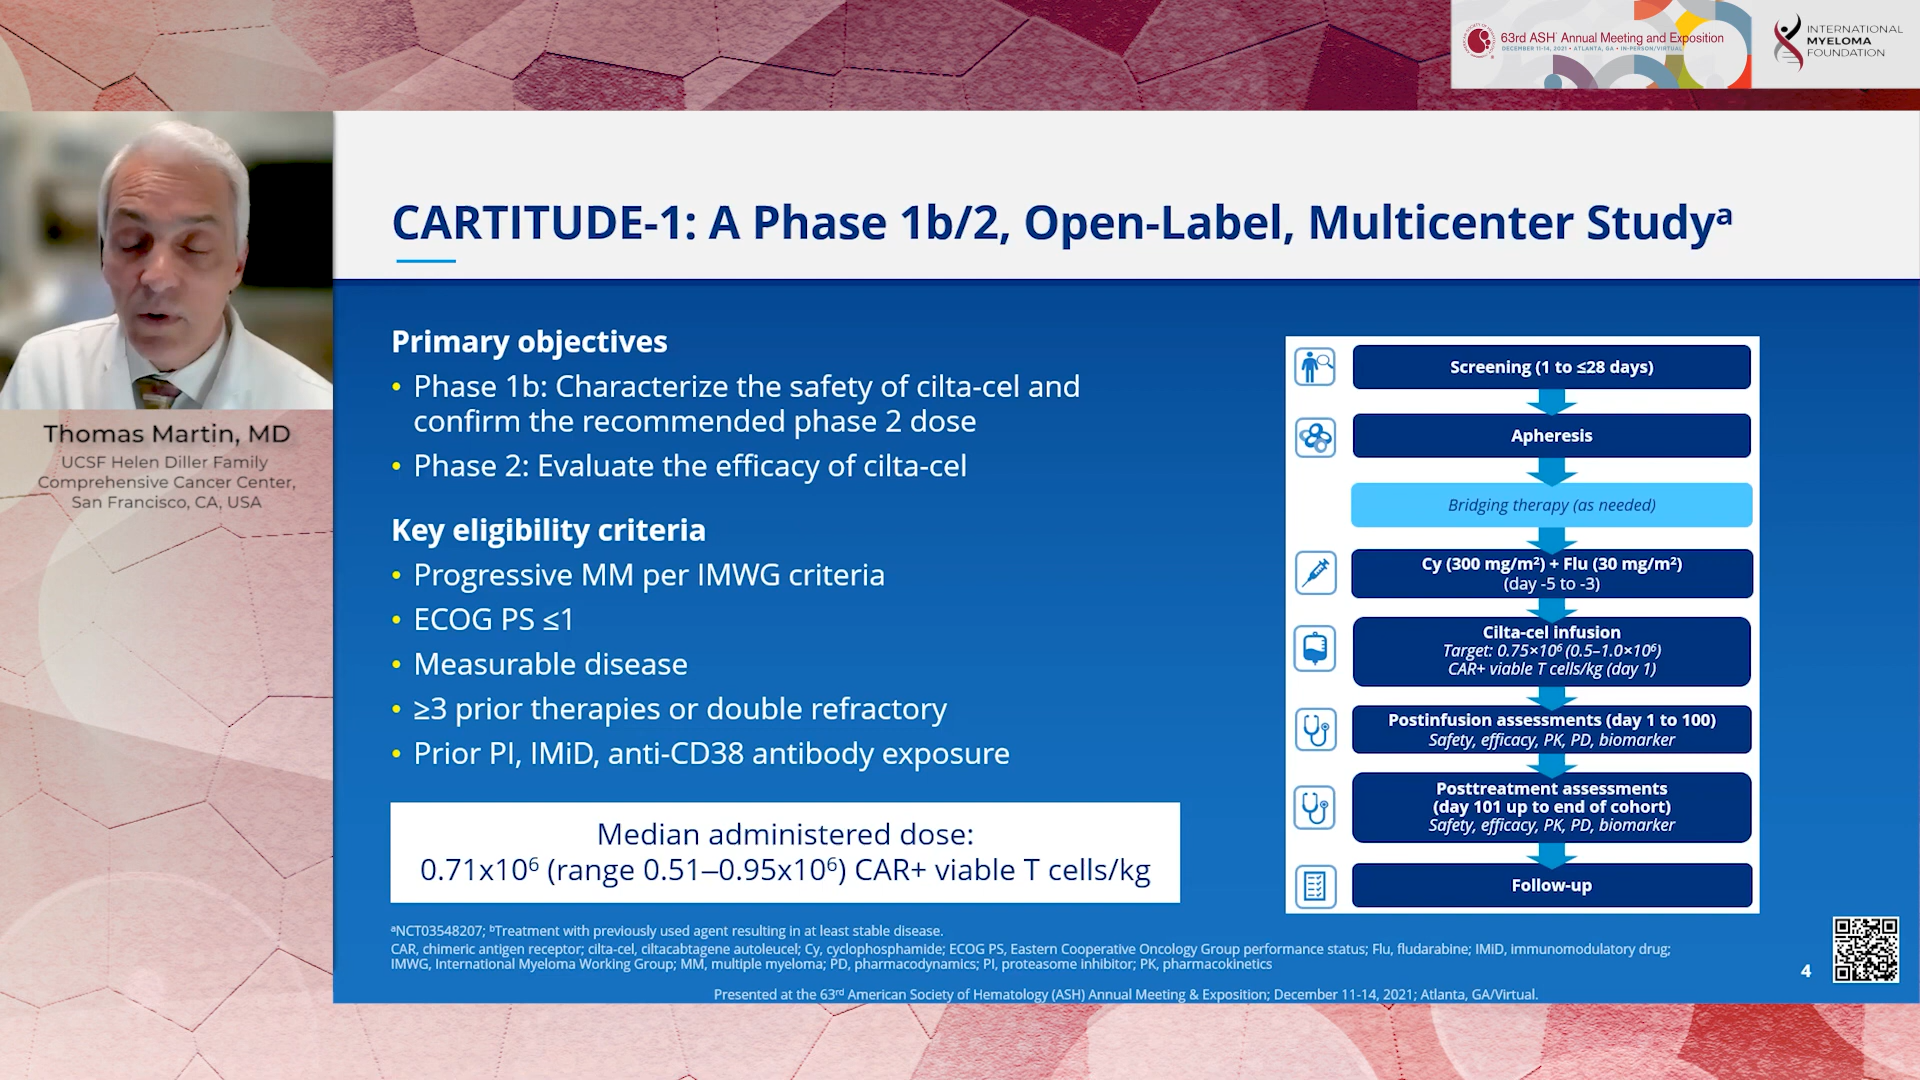 63rd ASH Annual Meeting and Exposition
DECEMBER 11-14, 2021 • ATLANTA, GA • IN-PERSON/VIRTUAL
INTERNATIONAL
MYELOMA
FOUNDATION
Thomas Martin, MD
UCSF Helen Diller Family
Comprehensive Cancer Center,
San Francisco, CA, USA
CARTITUDE-1: A Phase 1b/2, Open-Label, Multicenter Studyᵃ
Primary objectives
• Phase 1b: Characterize the safety of cilta-cel and
confirm the recommended phase 2 dose
• Phase 2: Evaluate the efficacy of cilta-cel
Key eligibility criteria
• Progressive MM per IMWG criteria
• ECOG PS ≤1
• Measurable disease
• ≥3 prior therapies or double refractory
• Prior PI, IMiD, anti-CD38 antibody exposure
Median administered dose:
0.71x10⁶ (range 0.51–0.95x10⁶) CAR+ viable T cells/kg
Screening (1 to ≤28 days)
Apheresis
Bridging therapy (as needed)
Cy (300 mg/m²) + Flu (30 mg/m²)
(day -5 to -3)
Cilta-cel infusion
Target: 0.75×10⁶ (0.5–1.0×10⁶)
CAR+ viable T cells/kg (day 1)
Postinfusion assessments (day 1 to 100)
Safety, efficacy, PK, PD, biomarker
Posttreatment assessments
(day 101 up to end of cohort)
Safety, efficacy, PK, PD, biomarker
Follow-up
ᵃNCT03548207; ᵇTreatment with previously used agent resulting in at least stable disease.
CAR, chimeric antigen receptor; cilta-cel, ciltacabtagene autoleucel; Cy, cyclophosphamide; ECOG PS, Eastern Cooperative Oncology Group performance status; Flu, fludarabine; IMiD, immunomodulatory drug;
IMWG, International Myeloma Working Group; MM, multiple myeloma; PD, pharmacodynamics; PI, proteasome inhibitor; PK, pharmacokinetics
4
Presented at the 63ʳᵈ American Society of Hematology (ASH) Annual Meeting & Exposition; December 11-14, 2021; Atlanta, GA/Virtual.